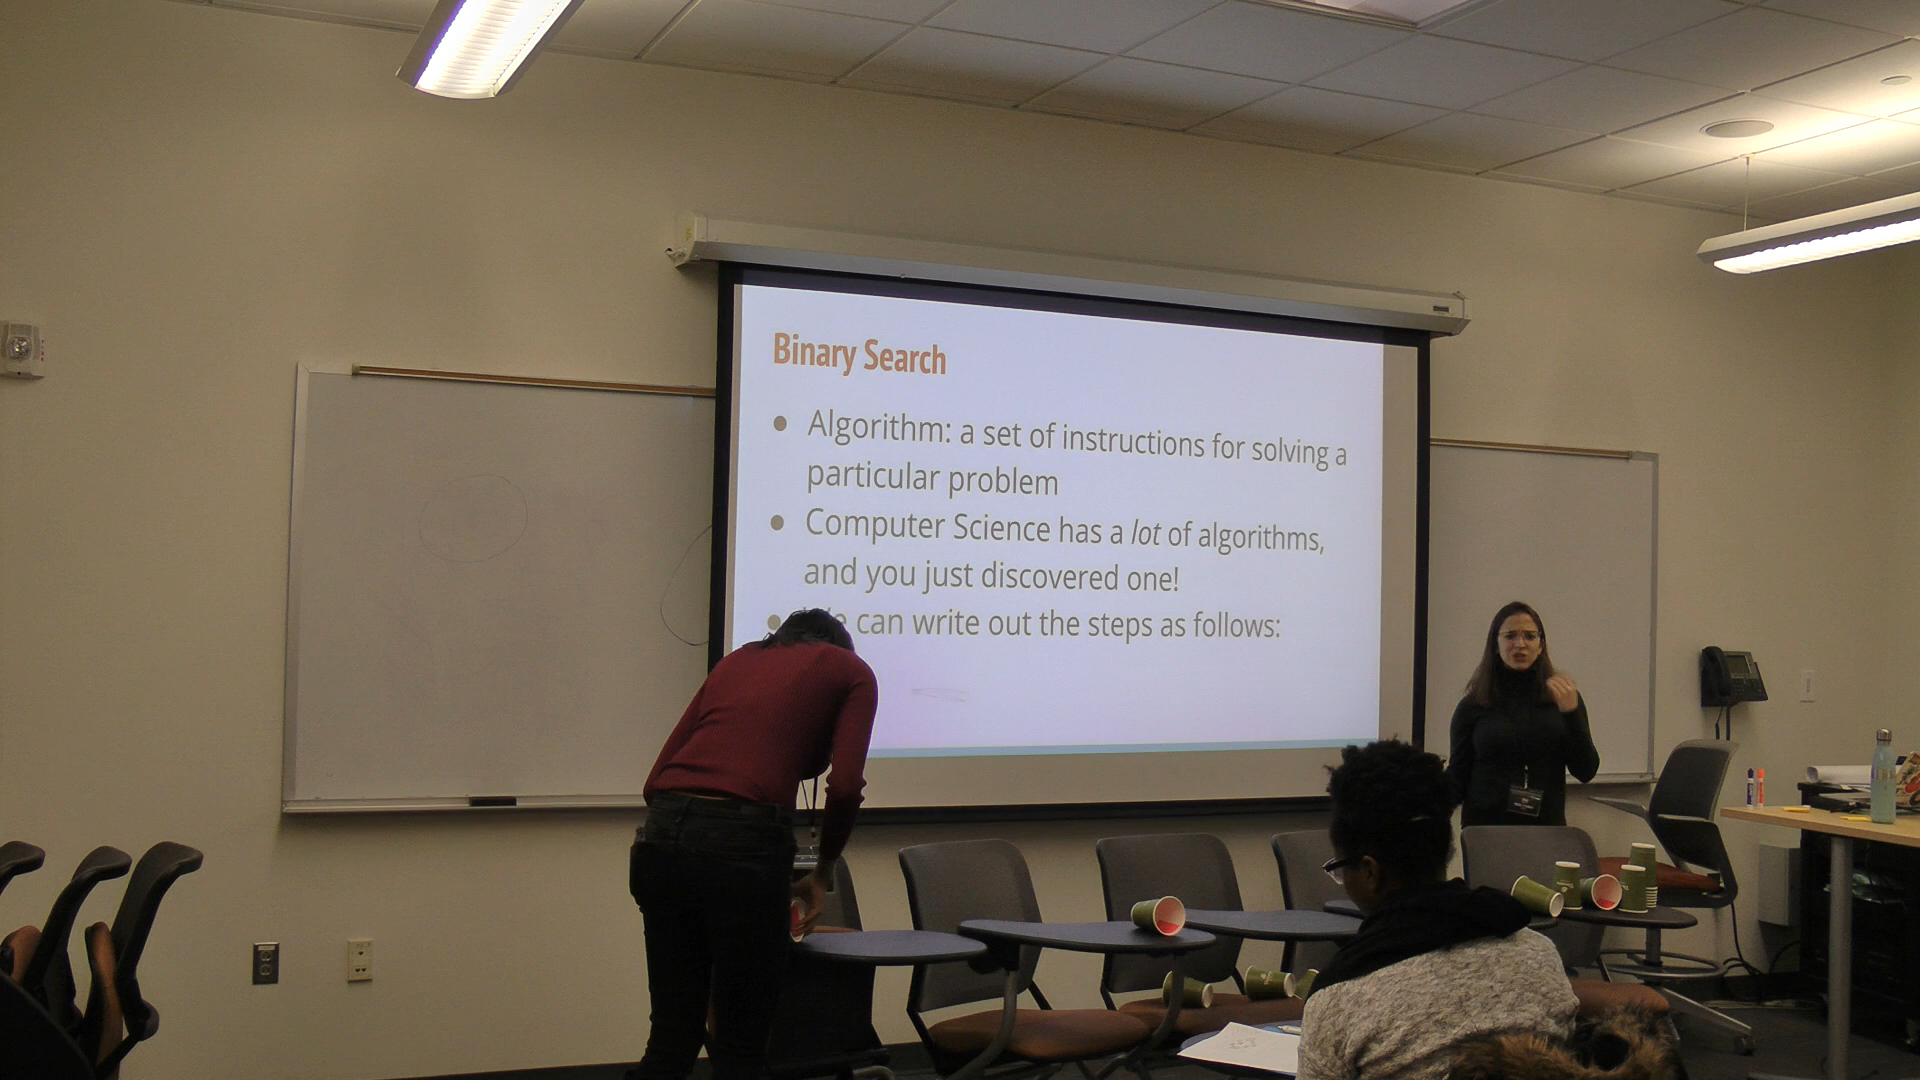 Binary Search
• Algorithm: a set of instructions for solving a
particular problem
• Computer Science has a lot of algorithms,
and you just discovered one!
• We can write out the steps as follows: